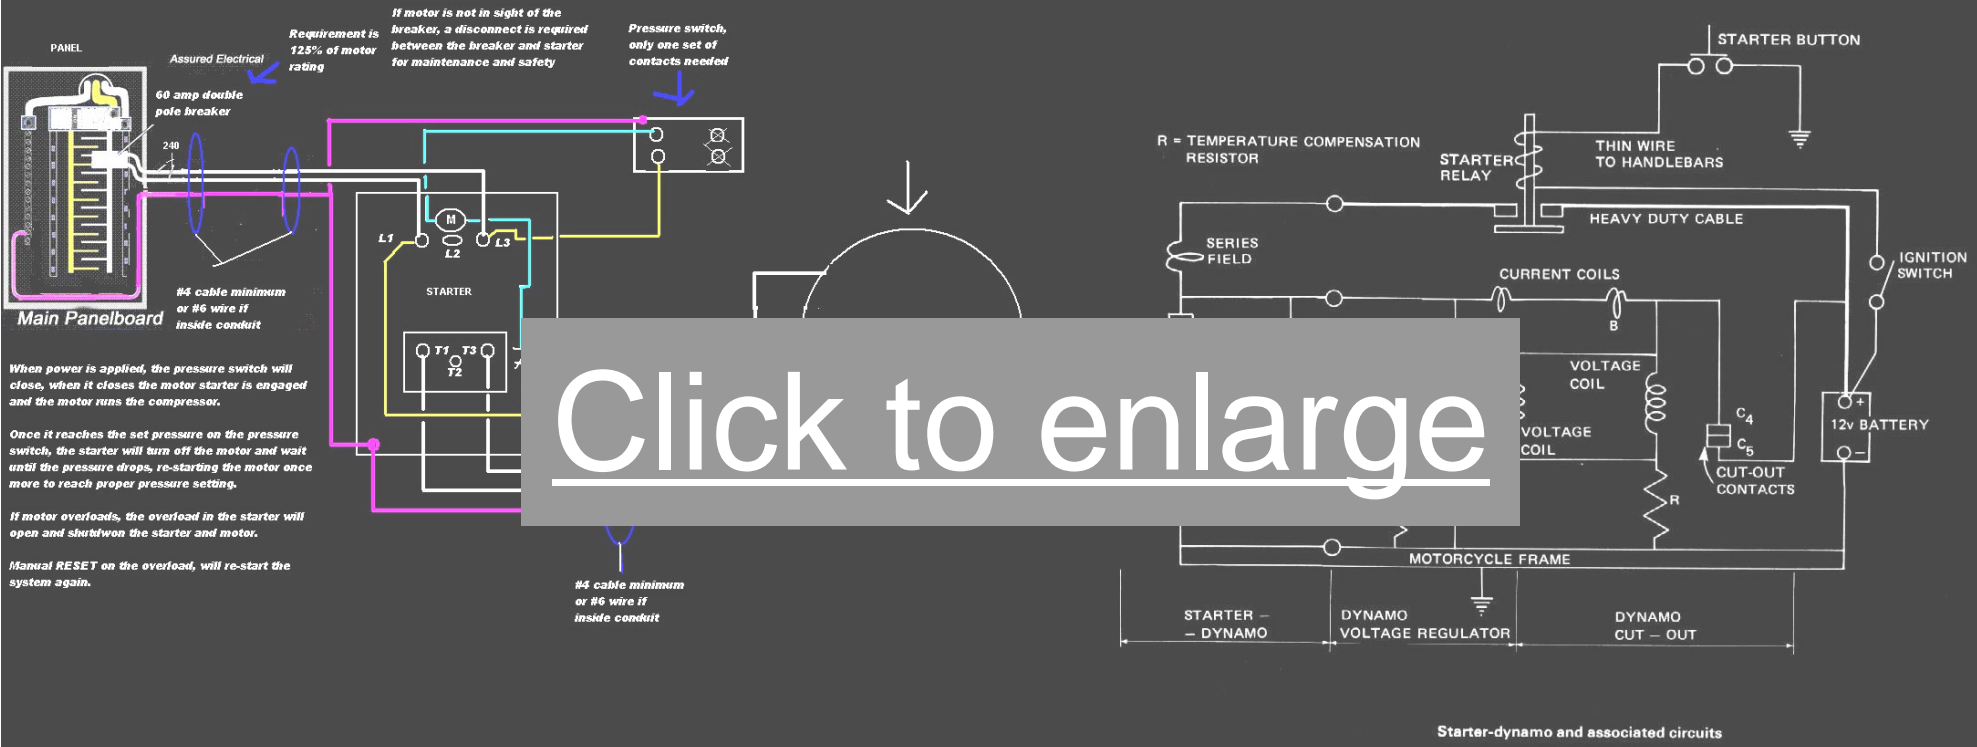 PANEL
Assured Electrical
Requirement is
125% of motor
rating
If motor is not in sight of the
breaker, a disconnect is required
between the breaker and starter
for maintenance and safety
Pressure switch,
only one set of
contacts needed
60 amp double
pole breaker
240
Main Panelboard
#4 cable minimum
or #6 wire if
inside conduit
M
L1
L2
L3
STARTER
T1
T3
T2
When power is applied, the pressure switch will
close, when it closes the motor starter is engaged
and the motor runs the compressor.
Once it reaches the set pressure on the pressure
switch, the starter will turn off the motor and wait
until the pressure drops, re-starting the motor once
more to reach proper pressure setting.
If motor overloads, the overload in the starter will
open and shutdwon the starter and motor.
Manual RESET on the overload, will re-start the
system again.
#4 cable minimum
or #6 wire if
inside conduit
Click to enlarge
STARTER BUTTON
R = TEMPERATURE COMPENSATION
RESISTOR
THIN WIRE
TO HANDLEBARS
STARTER
RELAY
HEAVY DUTY CABLE
SERIES
FIELD
IGNITION
SWITCH
CURRENT COILS
B
VOLTAGE
COIL
VOLTAGE
COIL
C4
C5
+
12v BATTERY
–
CUT-OUT
CONTACTS
R
MOTORCYCLE FRAME
STARTER –
– DYNAMO
DYNAMO
VOLTAGE REGULATOR
DYNAMO
CUT – OUT
Starter-dynamo and associated circuits